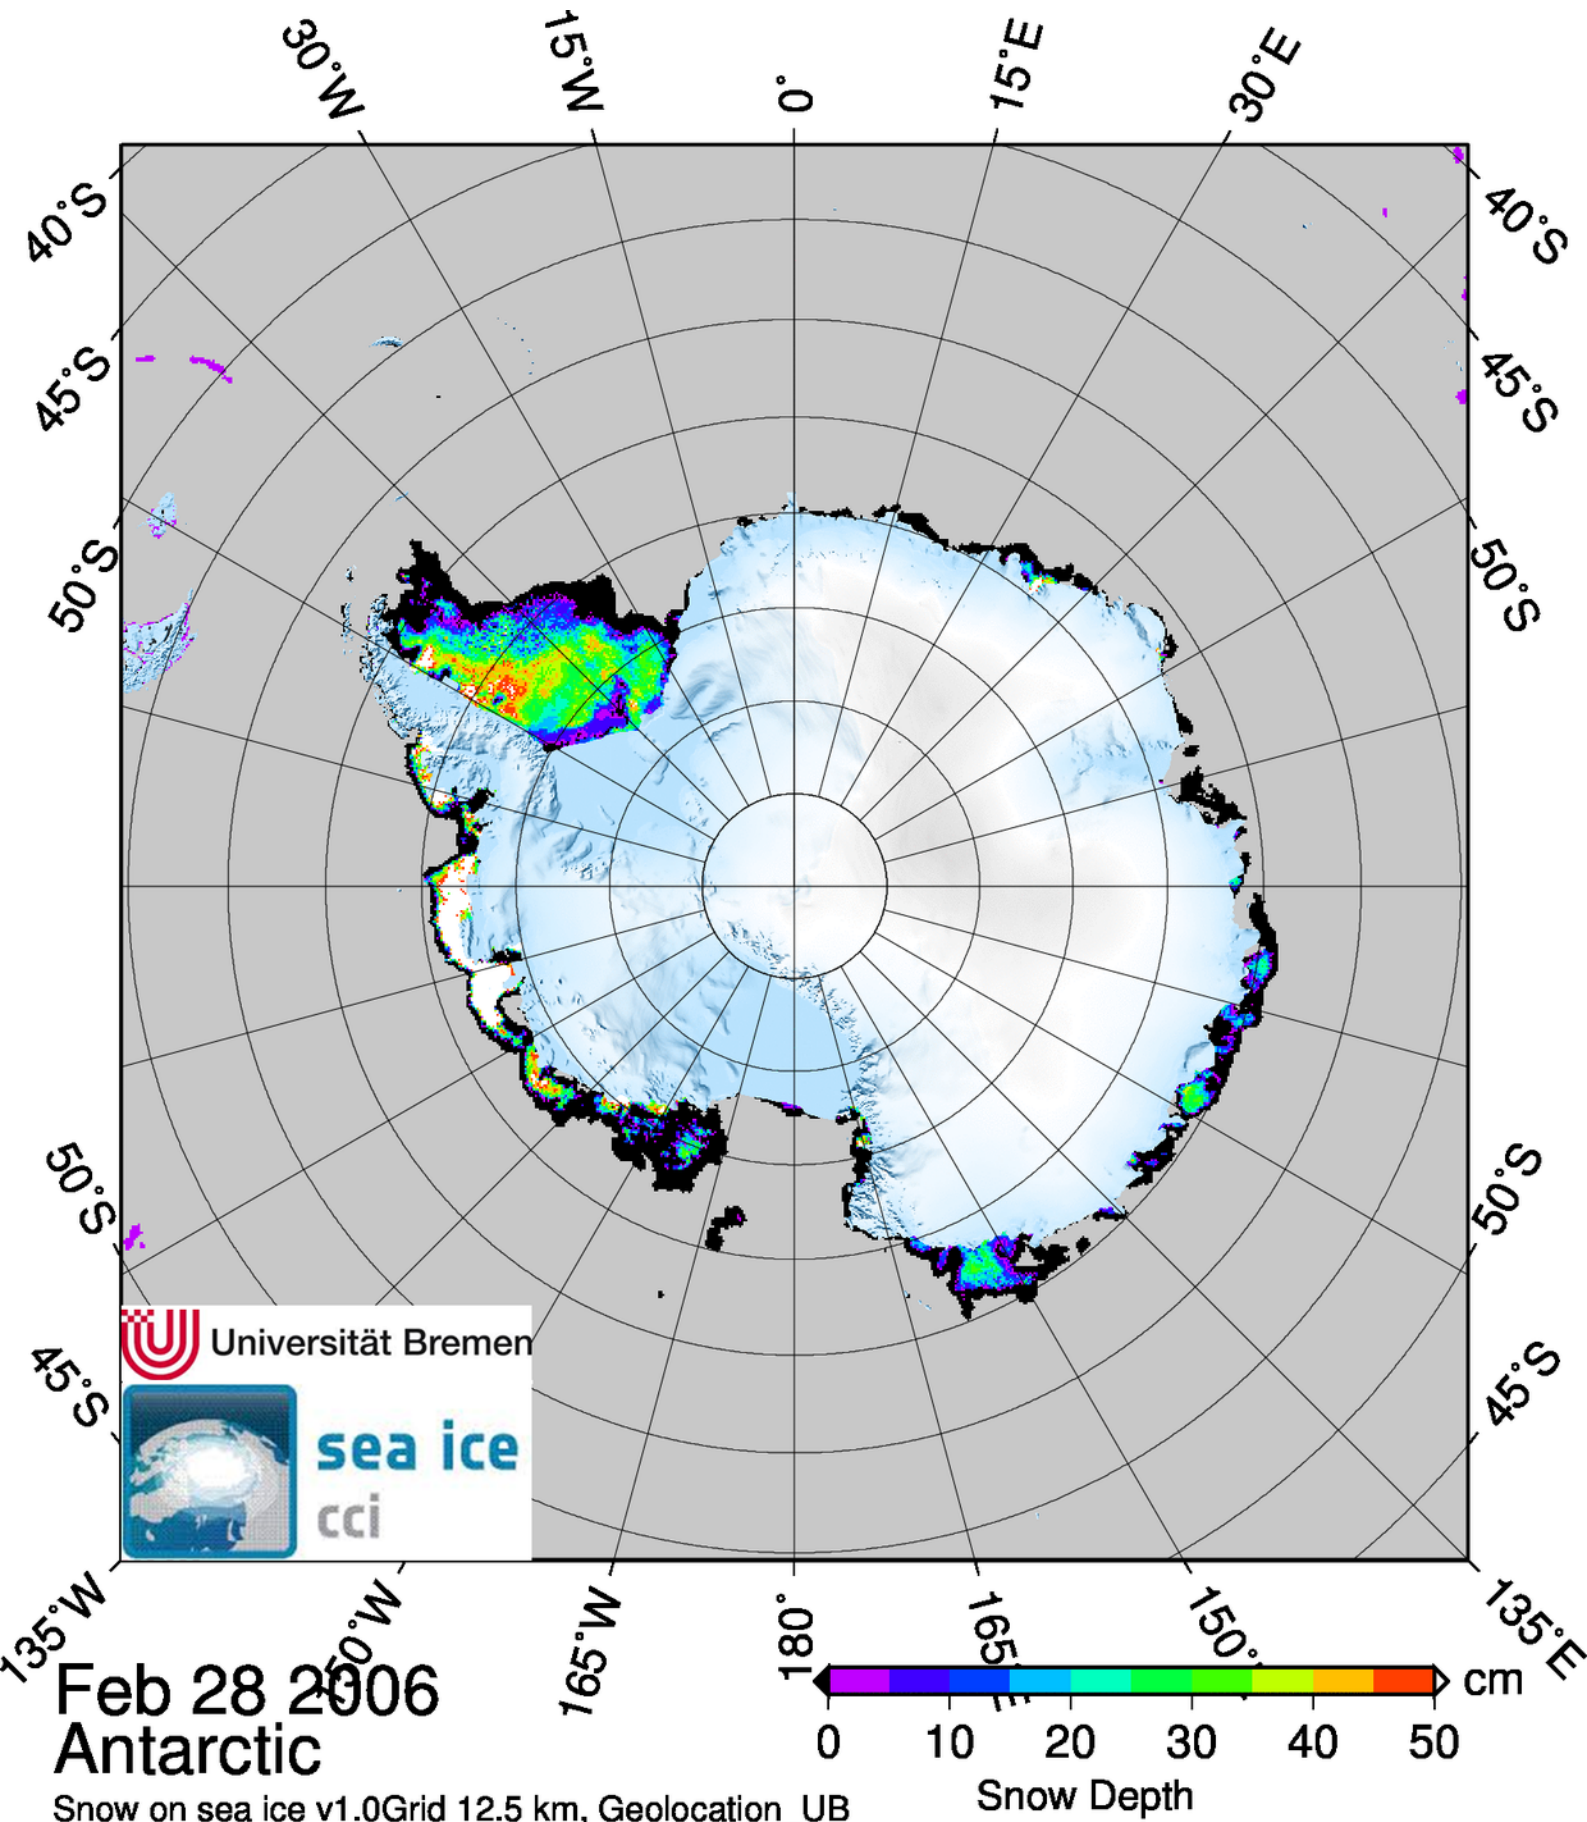 30°W 15°W 0° 15°E 30°E
40°S 40°S
45°S 45°S
50°S 50°S
50°S 50°S
45°S 45°S
Universität Bremen
sea ice
cci
135°W 150°W 165°W 180° 165°E 150° 135°E
Feb 28 2006
Antarctic
Snow on sea ice v1.0Grid 12.5 km, Geolocation UB
cm
0 10 20 30 40 50
Snow Depth